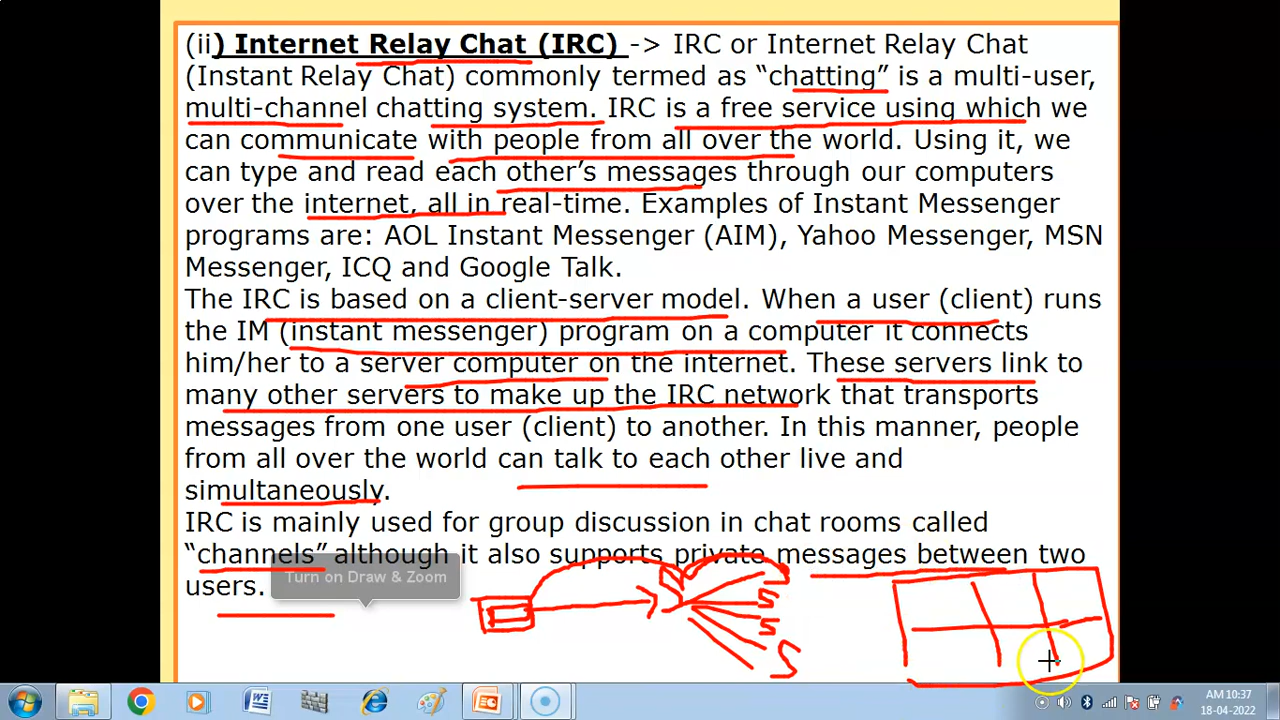 (ii) Internet Relay Chat (IRC) -> IRC or Internet Relay Chat
(Instant Relay Chat) commonly termed as “chatting” is a multi-user,
multi-channel chatting system. IRC is a free service using which we
can communicate with people from all over the world. Using it, we
can type and read each other’s messages through our computers
over the internet, all in real-time. Examples of Instant Messenger
programs are: AOL Instant Messenger (AIM), Yahoo Messenger, MSN
Messenger, ICQ and Google Talk.
The IRC is based on a client-server model. When a user (client) runs
the IM (instant messenger) program on a computer it connects
him/her to a server computer on the internet. These servers link to
many other servers to make up the IRC network that transports
messages from one user (client) to another. In this manner, people
from all over the world can talk to each other live and
simultaneously.
IRC is mainly used for group discussion in chat rooms called
“channels” although it also supports private messages between two
users.
Turn on Draw & Zoom
S
S
S
AM 10:37
18-04-2022